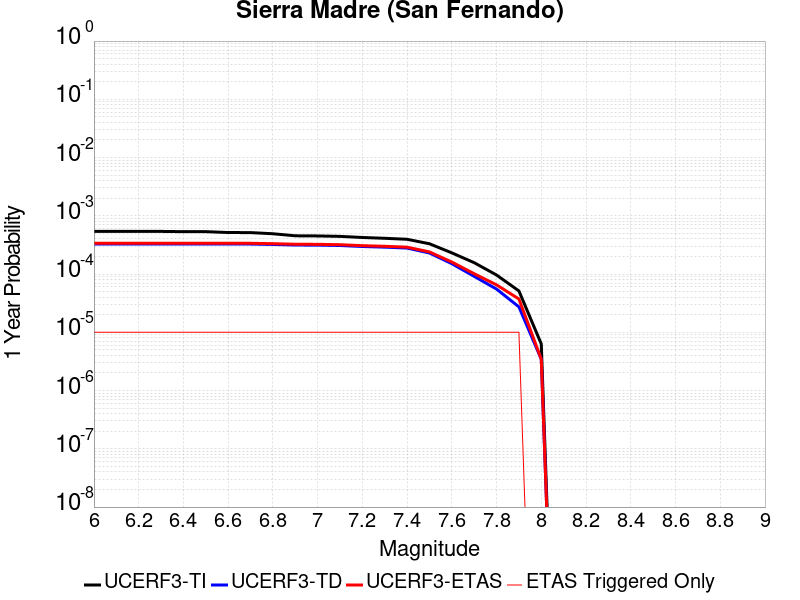 Sierra Madre (San Fernando)
10^0
10^-1
10^-2
10^-3
10^-4
10^-5
10^-6
10^-7
10^-8
1 Year Probability
6 6.2 6.4 6.6 6.8 7 7.2 7.4 7.6 7.8 8 8.2 8.4 8.6 8.8 9
Magnitude
UCERF3-TI UCERF3-TD UCERF3-ETAS ETAS Triggered Only